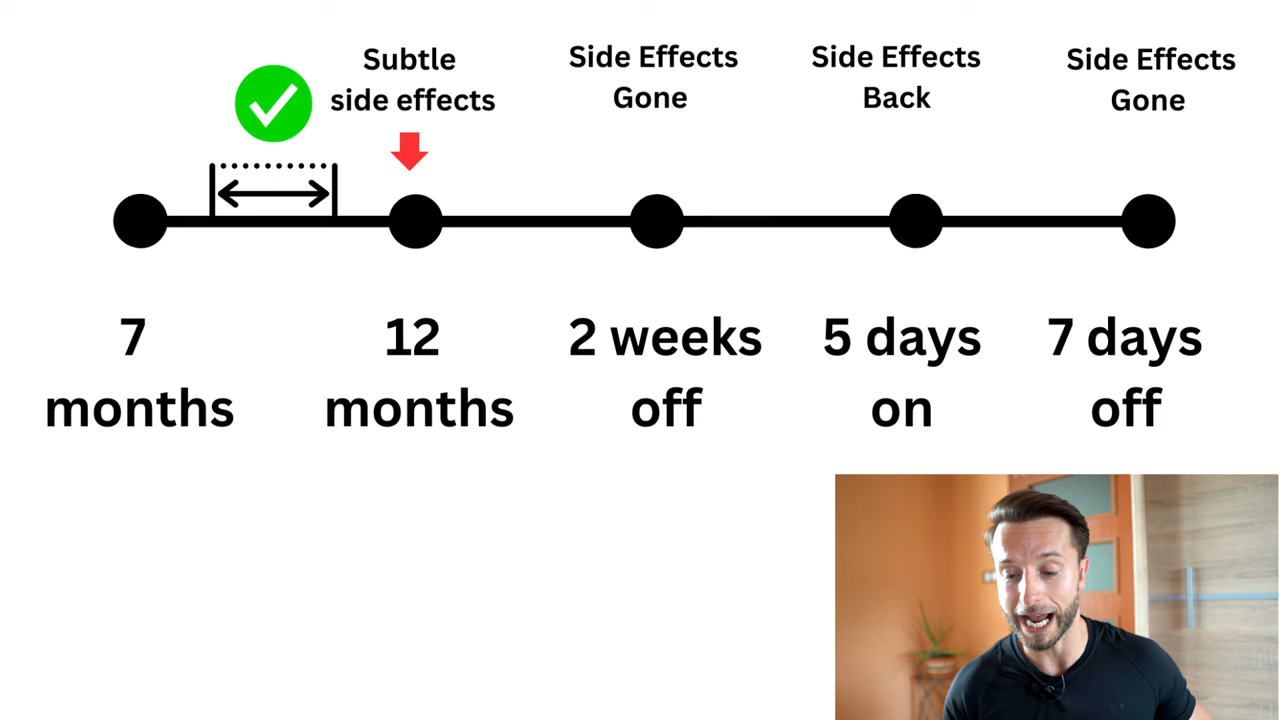 Subtle
side effects
Side Effects
Gone
Side Effects
Back
Side Effects
Gone
7
months
12
months
2 weeks
off
5 days
on
7 days
off